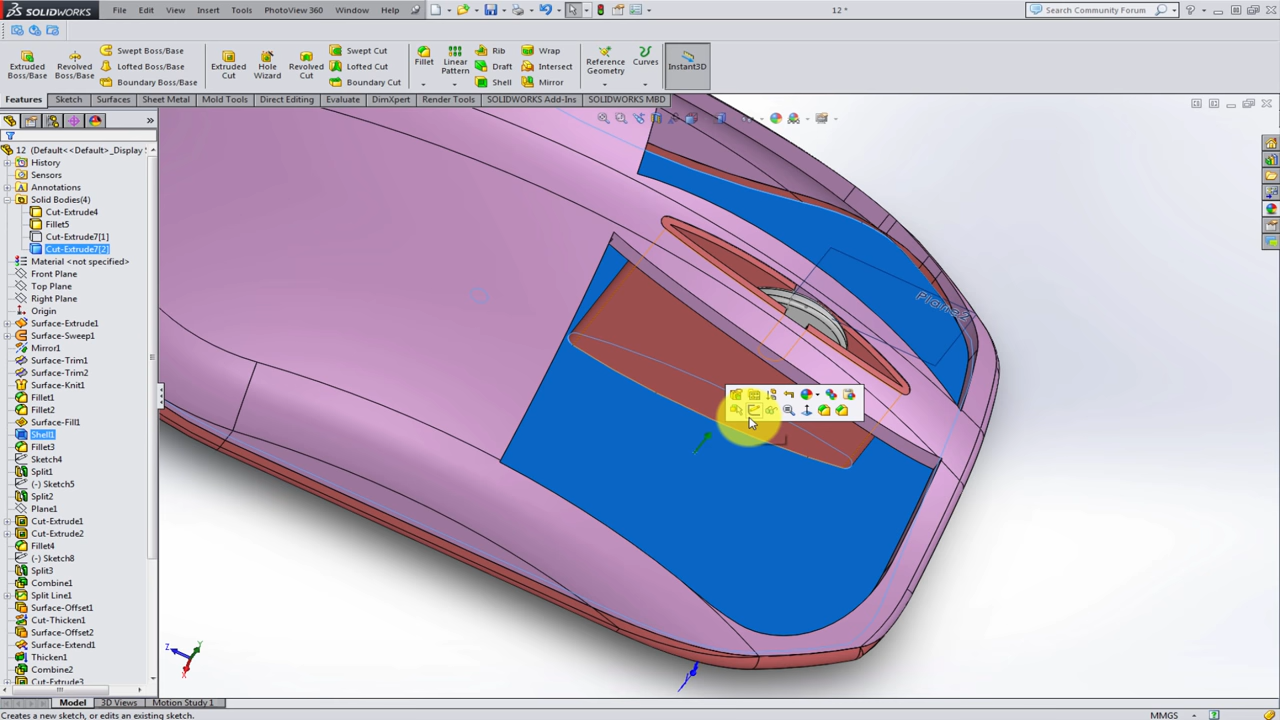 SOLIDWORKS File Edit View Insert Tools PhotoView 360 Window Help 12 * Search Community Forum
Extruded Boss/Base
Revolved Boss/Base
Swept Boss/Base
Lofted Boss/Base
Boundary Boss/Base
Extruded Cut
Hole Wizard
Revolved Cut
Swept Cut
Lofted Cut
Boundary Cut
Fillet
Linear Pattern
Rib
Draft
Shell
Wrap
Intersect
Mirror
Reference Geometry
Curves
Instant3D
Features Sketch Surfaces Sheet Metal Mold Tools Direct Editing Evaluate DimXpert Render Tools SOLIDWORKS Add-Ins SOLIDWORKS MBD
12 (Default<<Default>_Display
History
Sensors
Annotations
Solid Bodies(4)
Cut-Extrude4
Fillet5
Cut-Extrude7[1]
Cut-Extrude7[2]
Material <not specified>
Front Plane
Top Plane
Right Plane
Origin
Surface-Extrude1
Surface-Sweep1
Mirror1
Surface-Trim1
Surface-Trim2
Surface-Knit1
Fillet1
Fillet2
Surface-Fill1
Shell1
Fillet3
Sketch4
Split1
(-) Sketch5
Split2
Plane1
Cut-Extrude1
Cut-Extrude2
Fillet4
(-) Sketch8
Split3
Combine1
Split Line1
Surface-Offset1
Cut-Thicken1
Surface-Offset2
Surface-Extend1
Thicken1
Combine2
Cut-Extrude3
Z
Y
X
Model 3D Views Motion Study 1
Creates a new sketch, or edits an existing sketch. MMGS